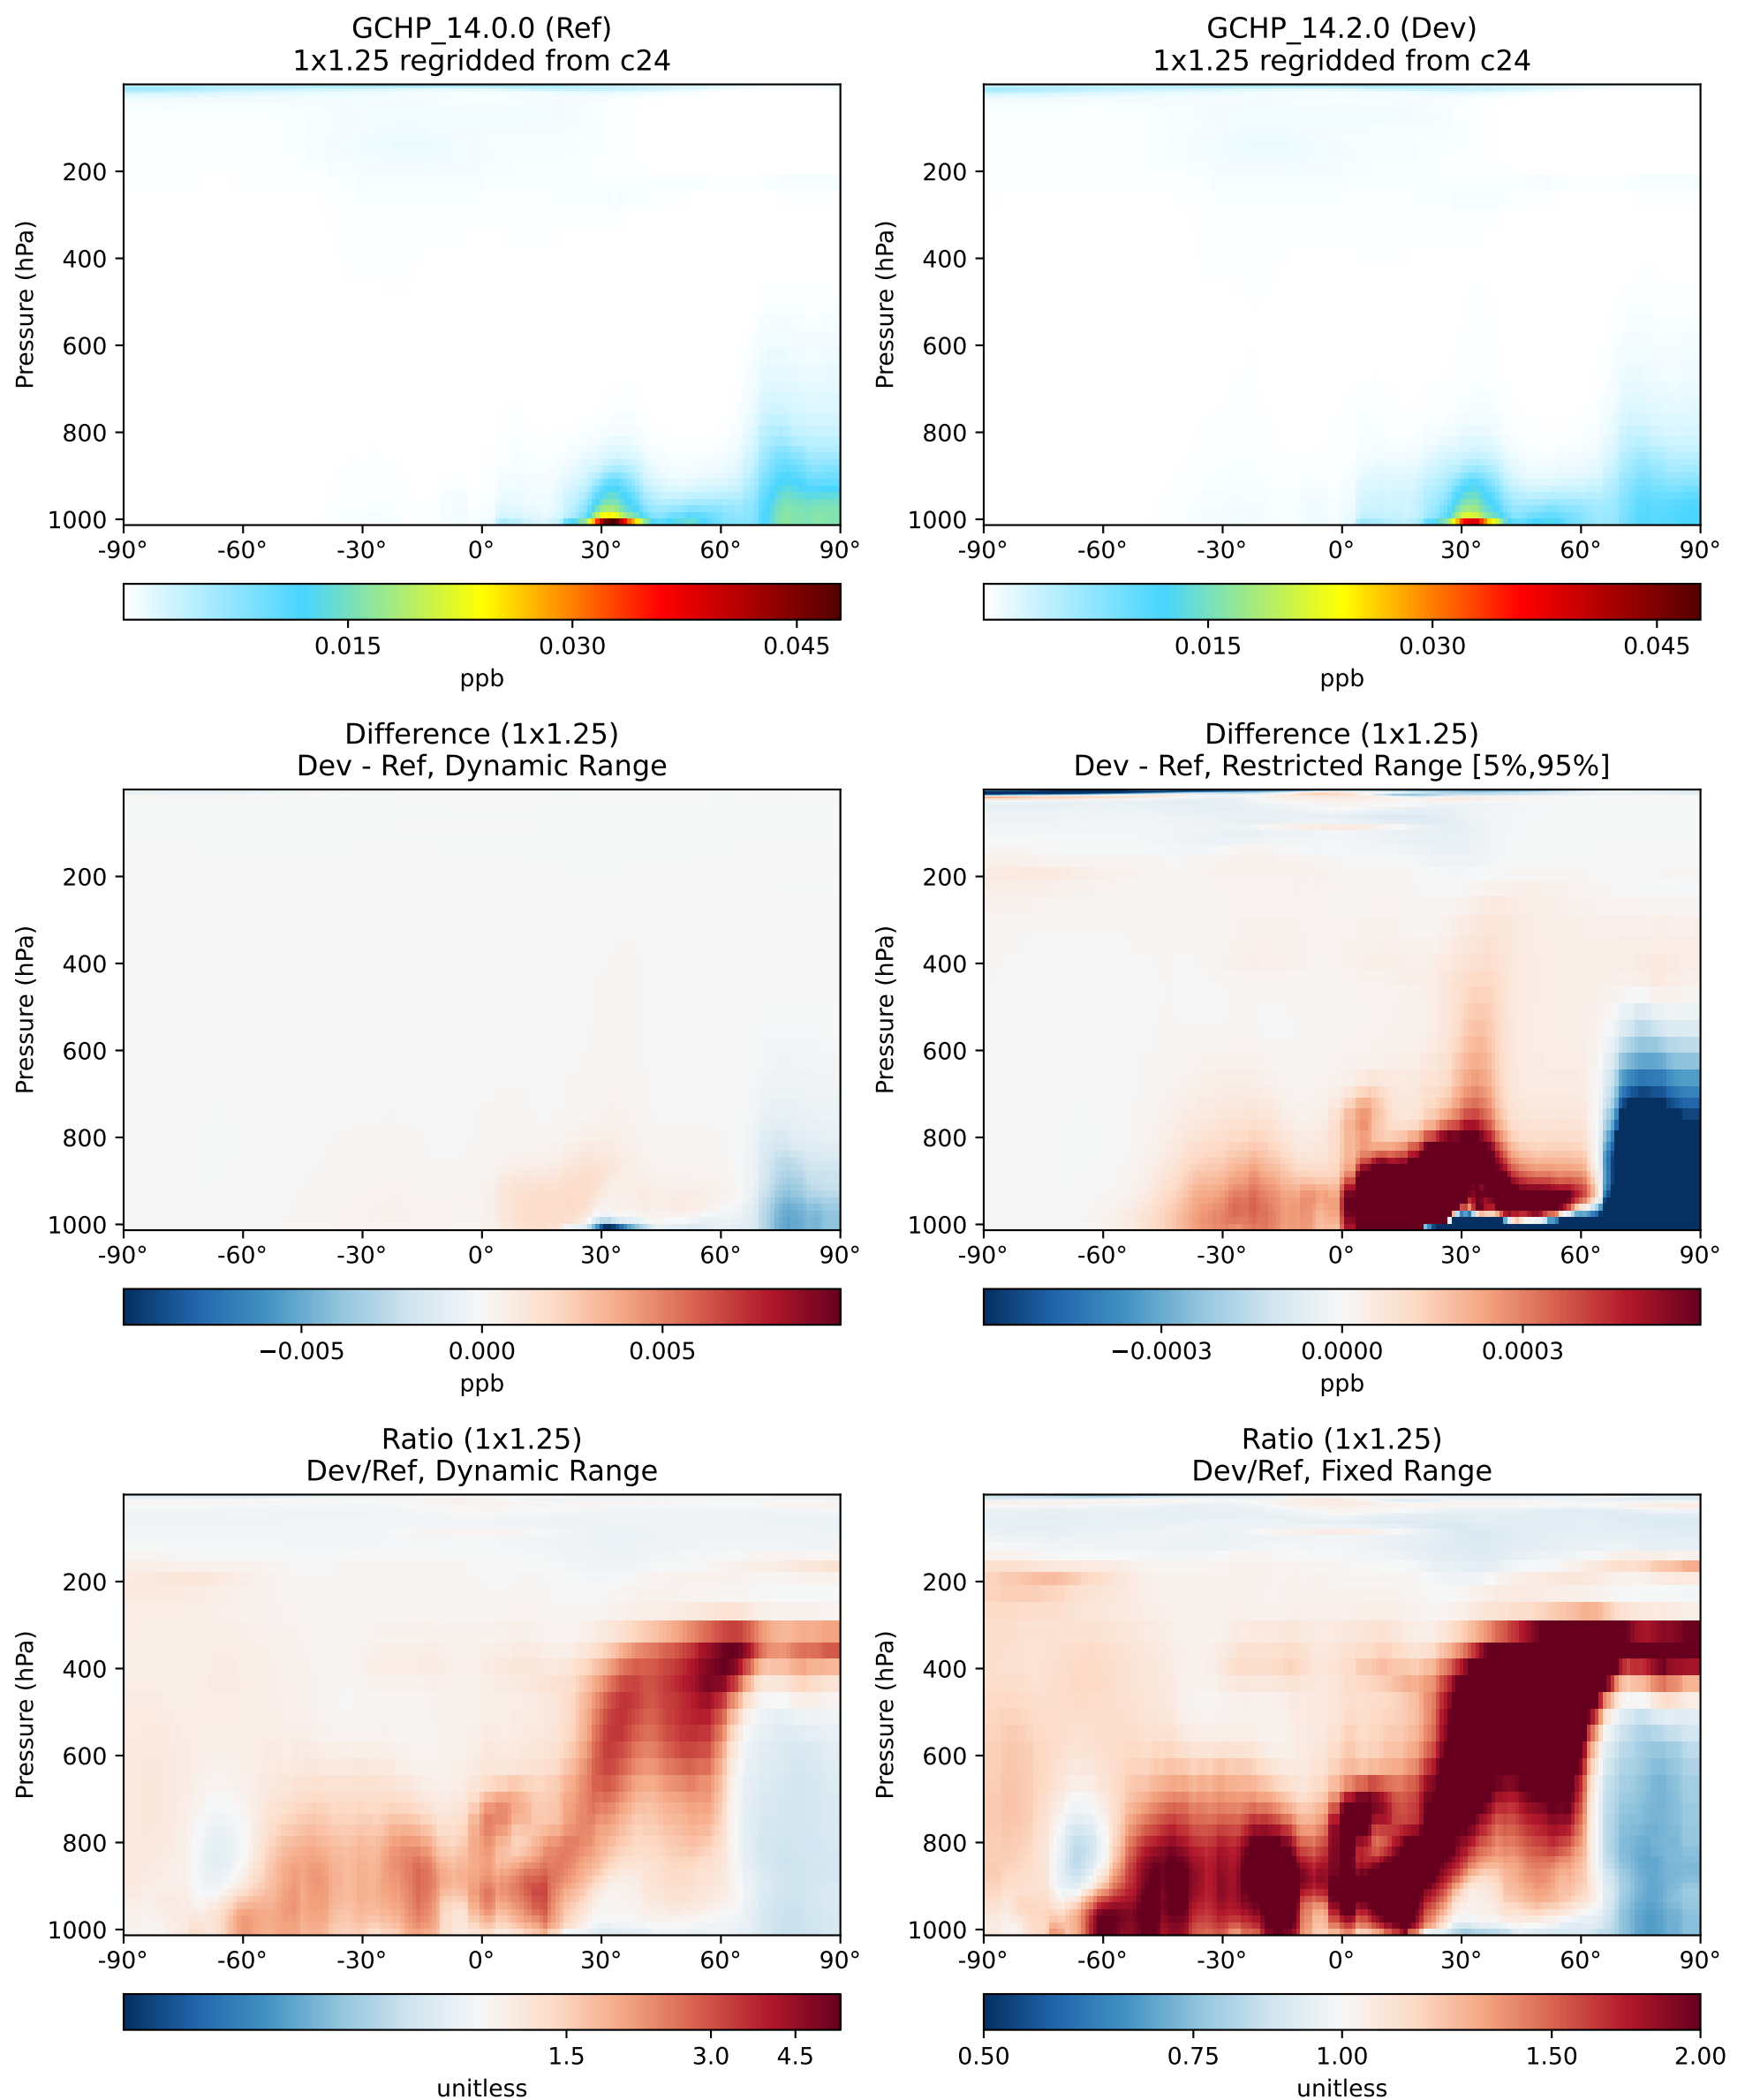 GCHP_14.0.0 (Ref)
1x1.25 regridded from c24
Pressure (hPa)
200
400
600
800
1000
-90° -60° -30° 0° 30° 60° 90°
0.015 0.030 0.045
ppb
GCHP_14.2.0 (Dev)
1x1.25 regridded from c24
Pressure (hPa)
200
400
600
800
1000
-90° -60° -30° 0° 30° 60° 90°
0.015 0.030 0.045
ppb
Difference (1x1.25)
Dev - Ref, Dynamic Range
Pressure (hPa)
200
400
600
800
1000
-90° -60° -30° 0° 30° 60° 90°
−0.005 0.000 0.005
ppb
Difference (1x1.25)
Dev - Ref, Restricted Range [5%,95%]
Pressure (hPa)
200
400
600
800
1000
-90° -60° -30° 0° 30° 60° 90°
−0.0003 0.0000 0.0003
ppb
Ratio (1x1.25)
Dev/Ref, Dynamic Range
Pressure (hPa)
200
400
600
800
1000
-90° -60° -30° 0° 30° 60° 90°
1.5 3.0 4.5
unitless
Ratio (1x1.25)
Dev/Ref, Fixed Range
Pressure (hPa)
200
400
600
800
1000
-90° -60° -30° 0° 30° 60° 90°
0.50 0.75 1.00 1.50 2.00
unitless